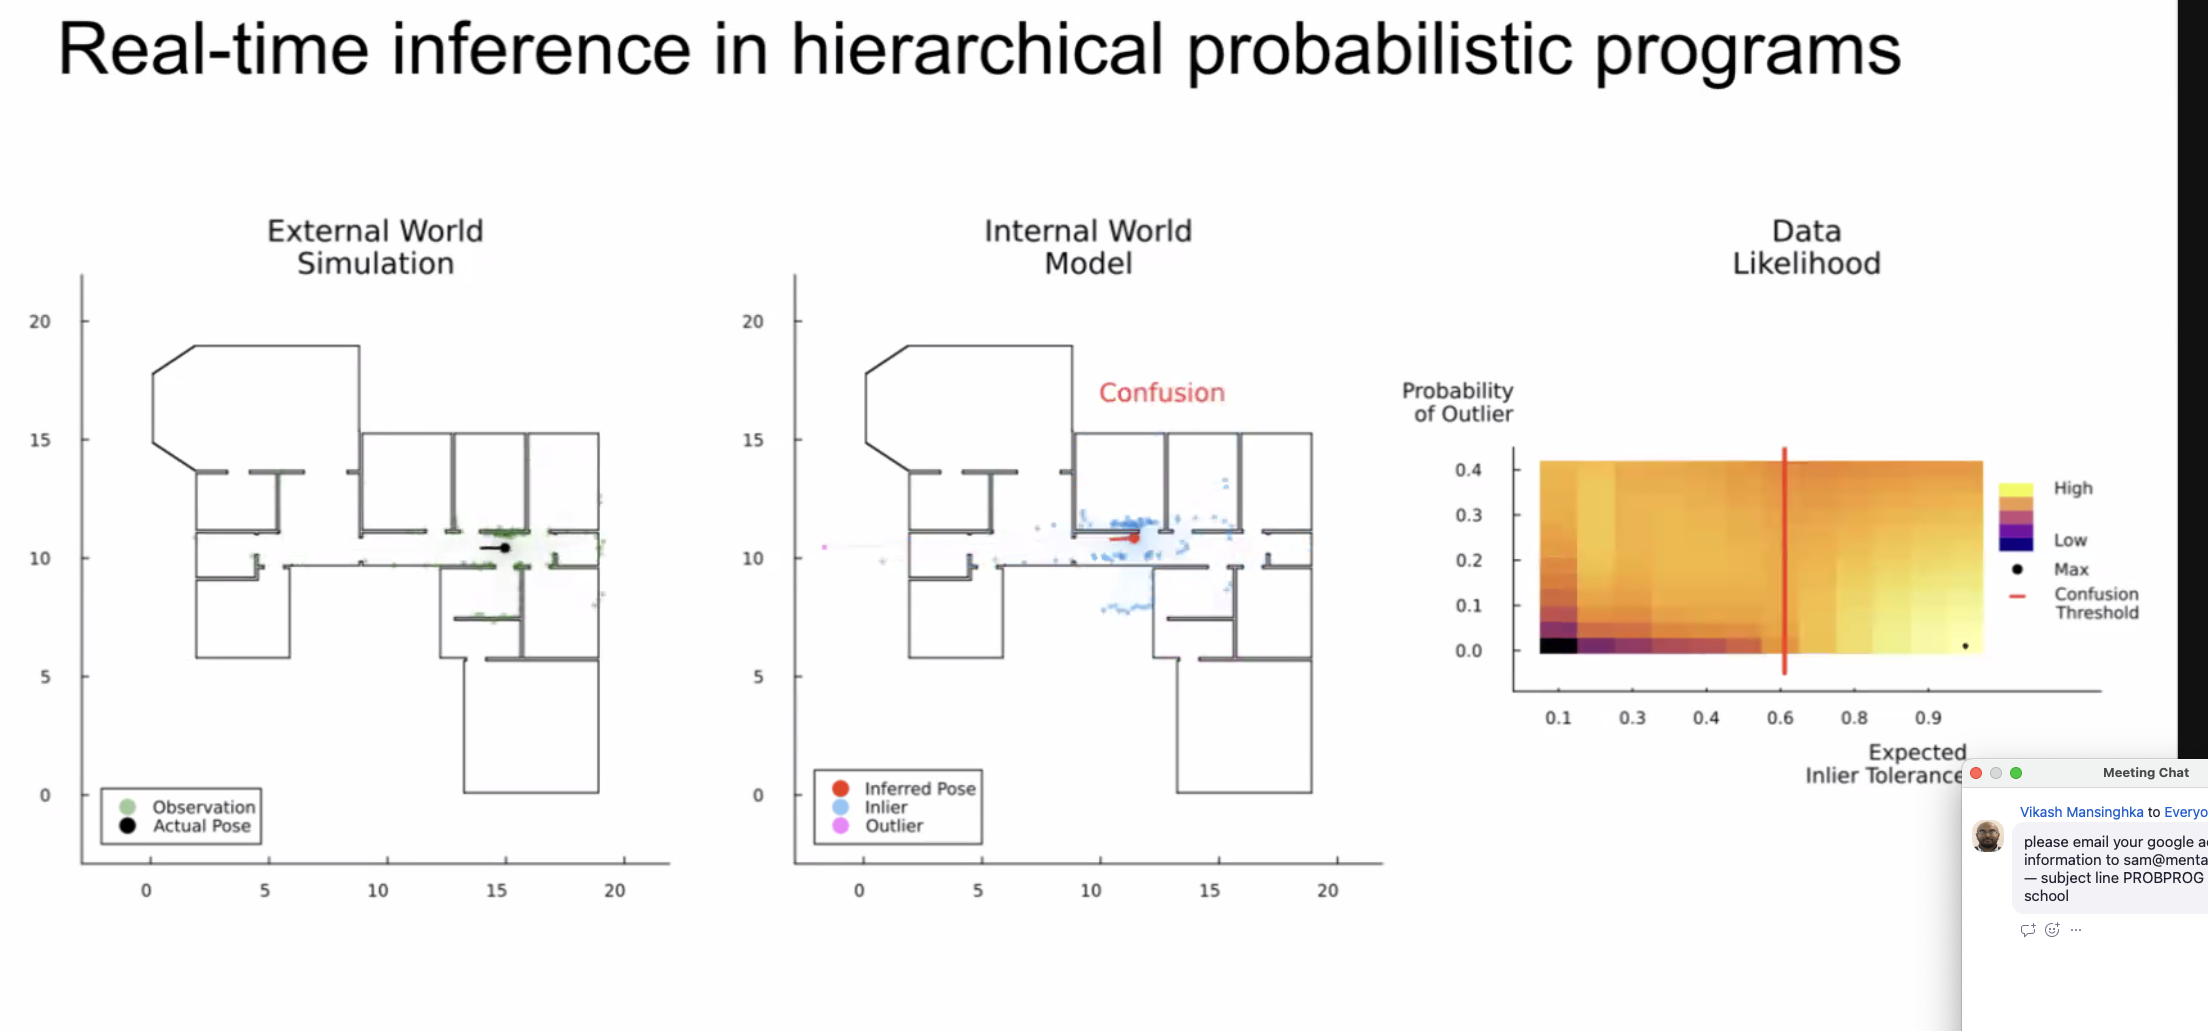 Real-time inference in hierarchical probabilistic programs
External World
Simulation
20
15
10
5
0
0 5 10 15 20
Observation
Actual Pose
Internal World
Model
Confusion
20
15
10
5
0
0 5 10 15 20
Inferred Pose
Inlier
Outlier
Data
Likelihood
Probability
of Outlier
0.4
0.3
0.2
0.1
0.0
0.1 0.3 0.4 0.6 0.8 0.9
Expected
Inlier Tolerance
High
Low
Max
Confusion
Threshold
Meeting Chat
Vikash Mansinghka to Everyo
please email your google a
information to sam@menta
— subject line PROBPROG
school